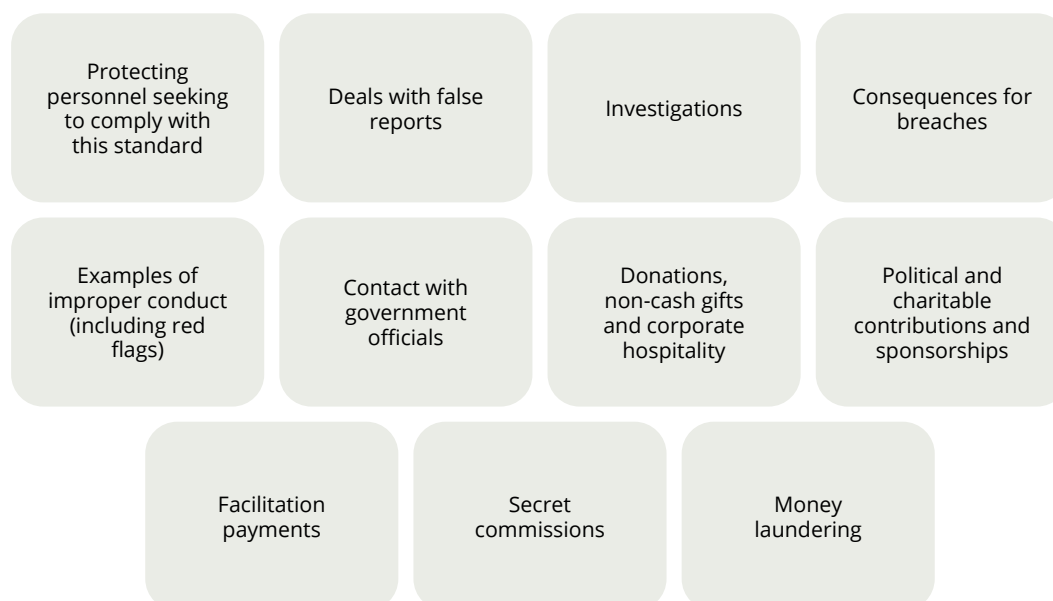 Protecting
personnel seeking
to comply with
this standard
Deals with false
reports
Investigations
Consequences for
breaches
Examples of
improper conduct
(including red
flags)
Contact with
government
officials
Donations,
non-cash gifts
and corporate
hospitality
Political and
charitable
contributions and
sponsorships
Facilitation
payments
Secret
commissions
Money
laundering